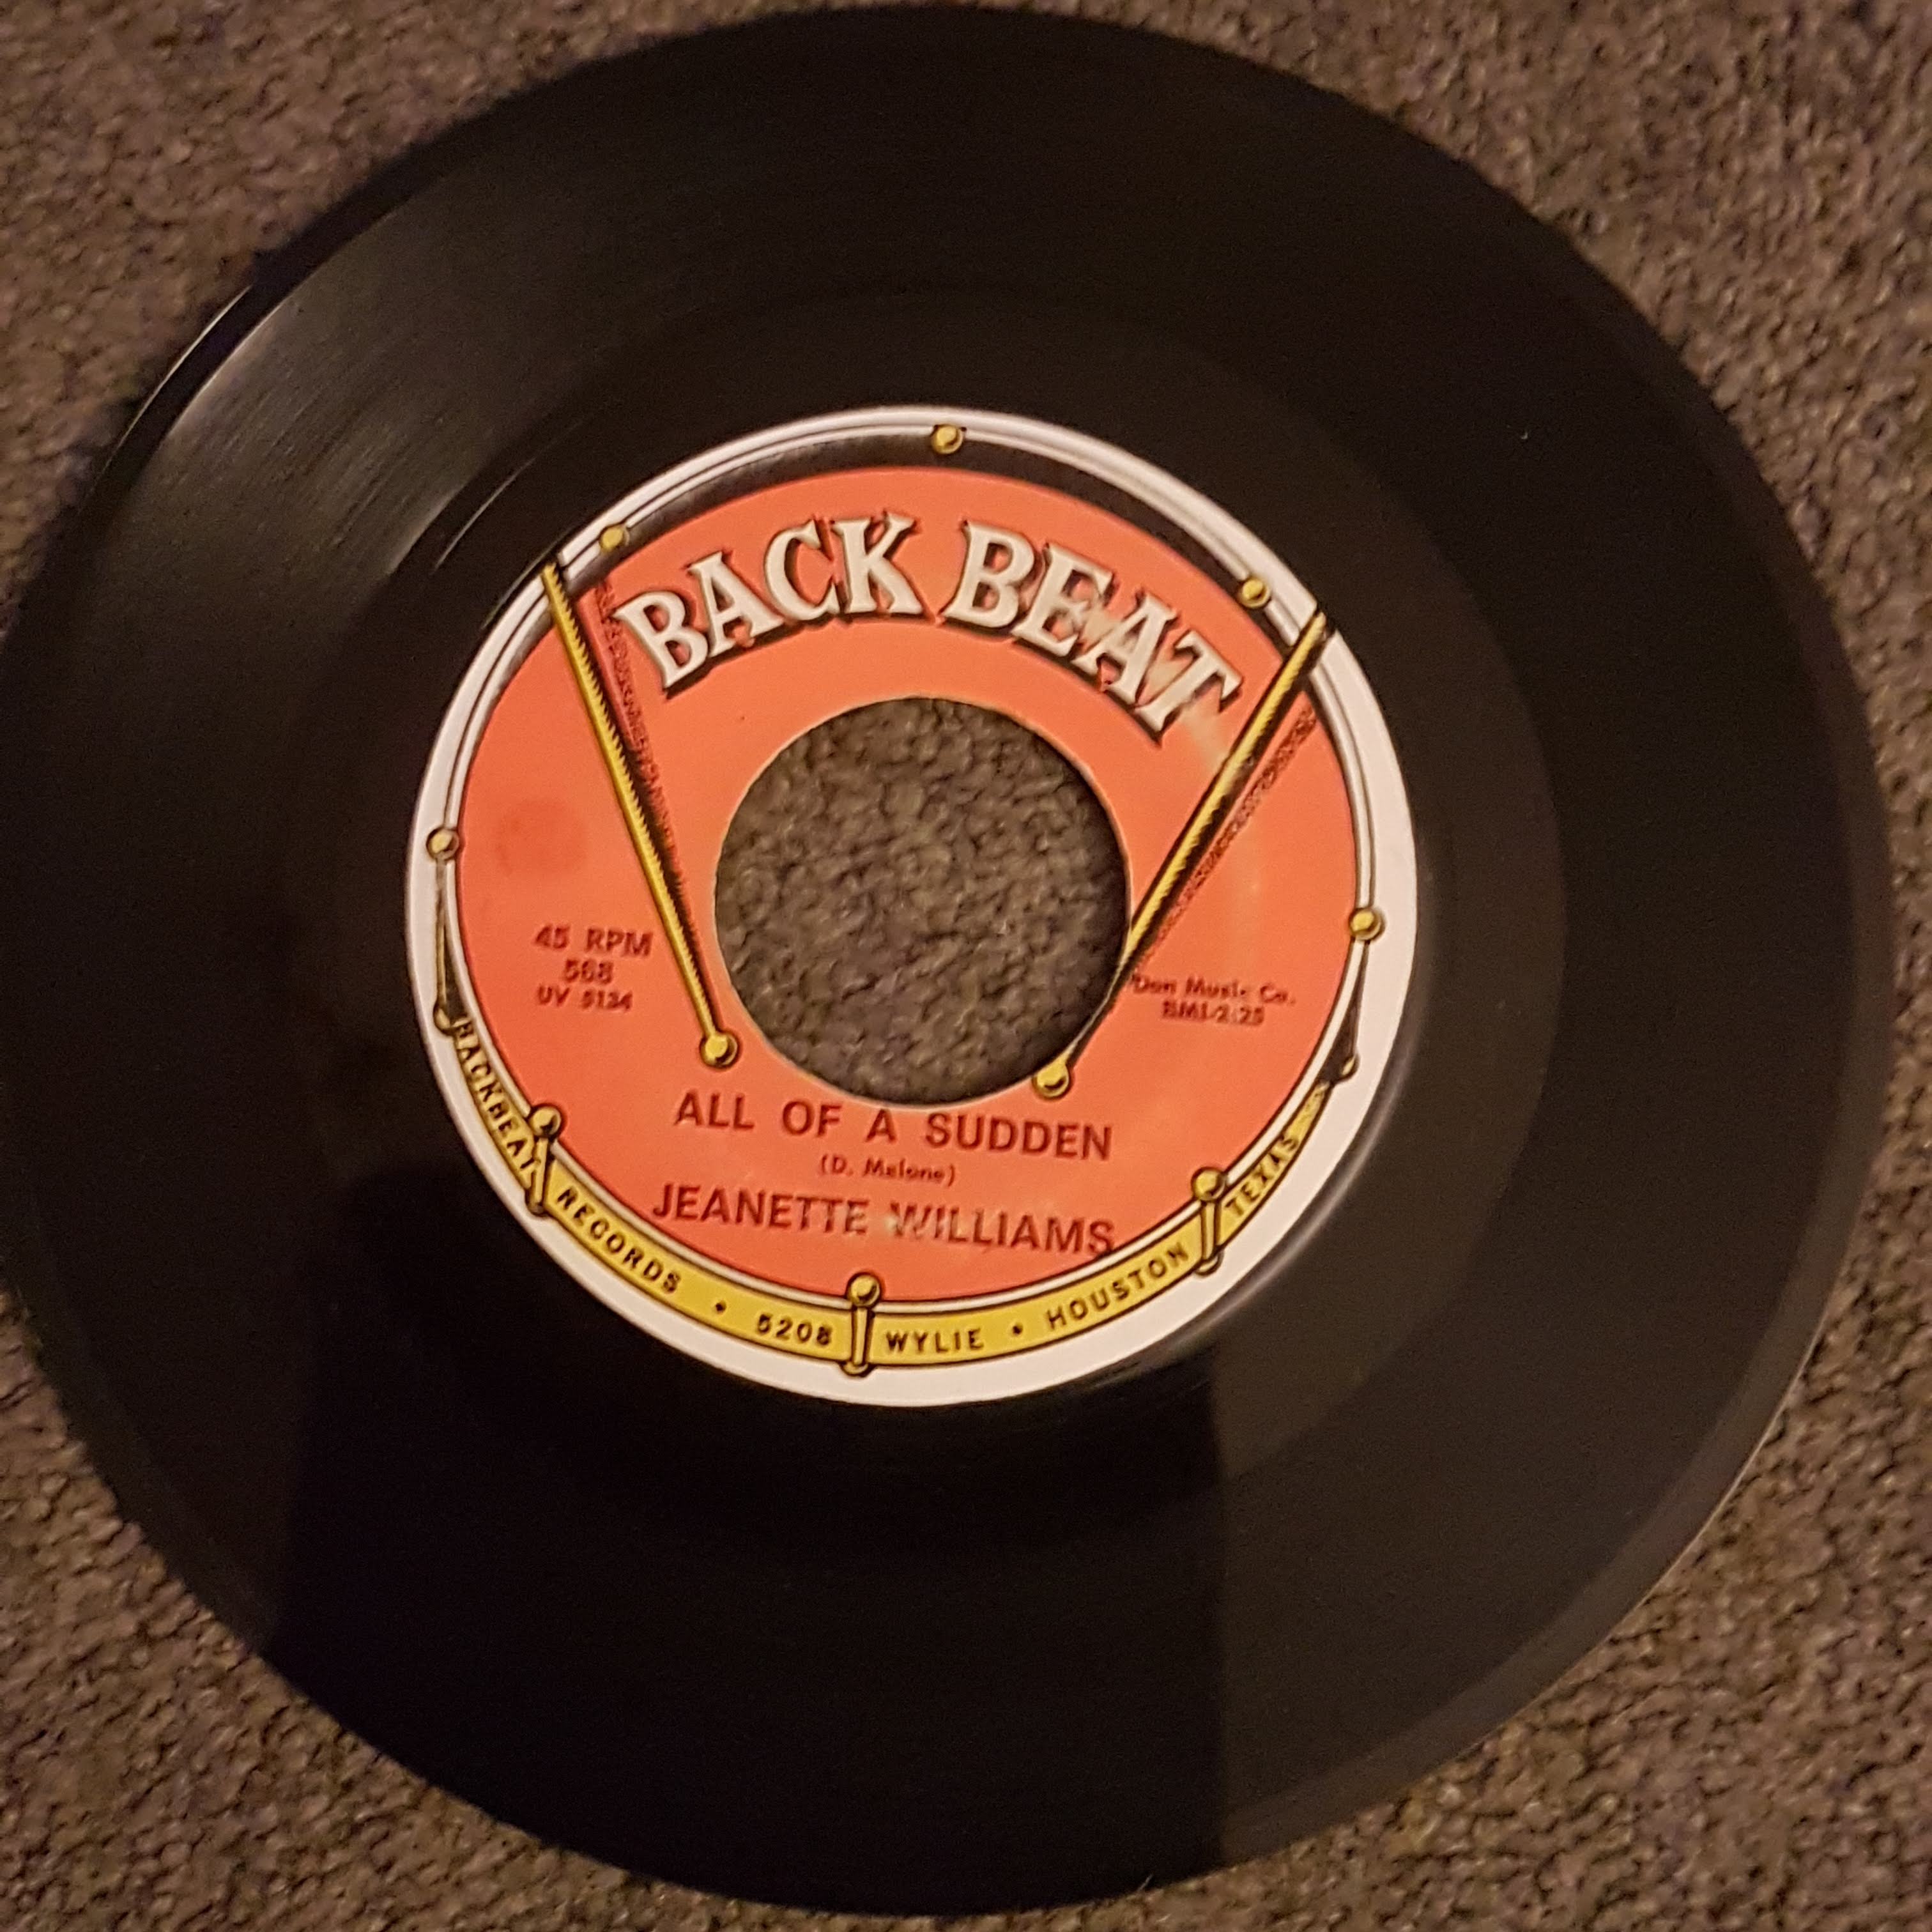 BACK BEAT
45 RPM
568
UV 5134
Don Music Co.
BMI-2:25
ALL OF A SUDDEN
(D. Malone)
JEANETTE WILLIAMS
BACKBEAT RECORDS • 5208 WYLIE • HOUSTON TEXAS